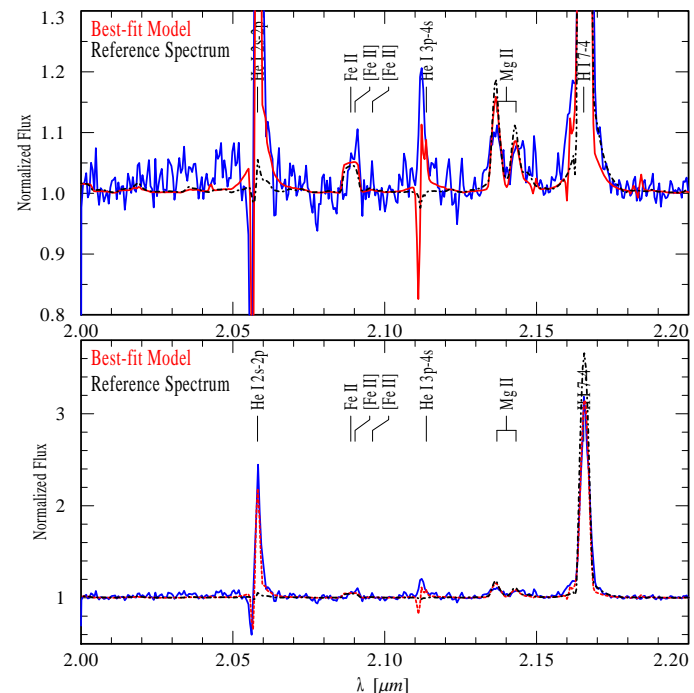 1.3
1.2
1.1
1.0
0.9
0.8
Normalized Flux
Best-fit Model
Reference Spectrum
He I 2s-2p
Fe II
[Fe II]
[Fe II]
He I 3p-4s
Mg II
H I 7-4
2.00
2.05
2.10
2.15
2.20
3
2
1
Normalized Flux
Best-fit Model
Reference Spectrum
He I 2s-2p
Fe II
[Fe II]
[Fe II]
He I 3p-4s
Mg II
H I 7-4
2.00
2.05
2.10
2.15
2.20
λ [μm]